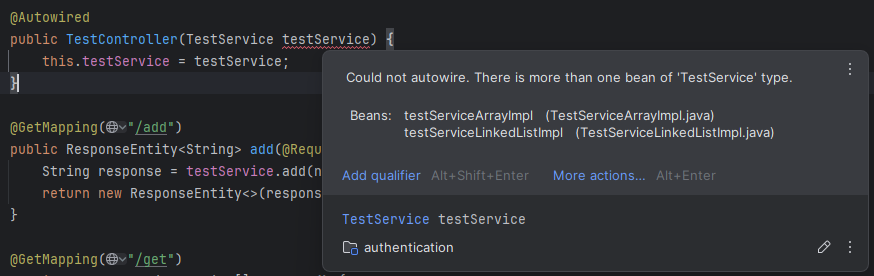 @Autowired
public TestController(TestService testService) {
this.testService = testService;
}
Could not autowire. There is more than one bean of 'TestService' type.
Beans: testServiceArrayImpl (TestServiceArrayImpl.java)
testServiceLinkedListImpl (TestServiceLinkedListImpl.java)
Add qualifier Alt+Shift+Enter More actions... Alt+Enter
TestService testService
authentication
@GetMapping("/add")
public ResponseEntity<String> add(@Requ
String response = testService.add(n
return new ResponseEntity<>(respons
}
@GetMapping("/get")